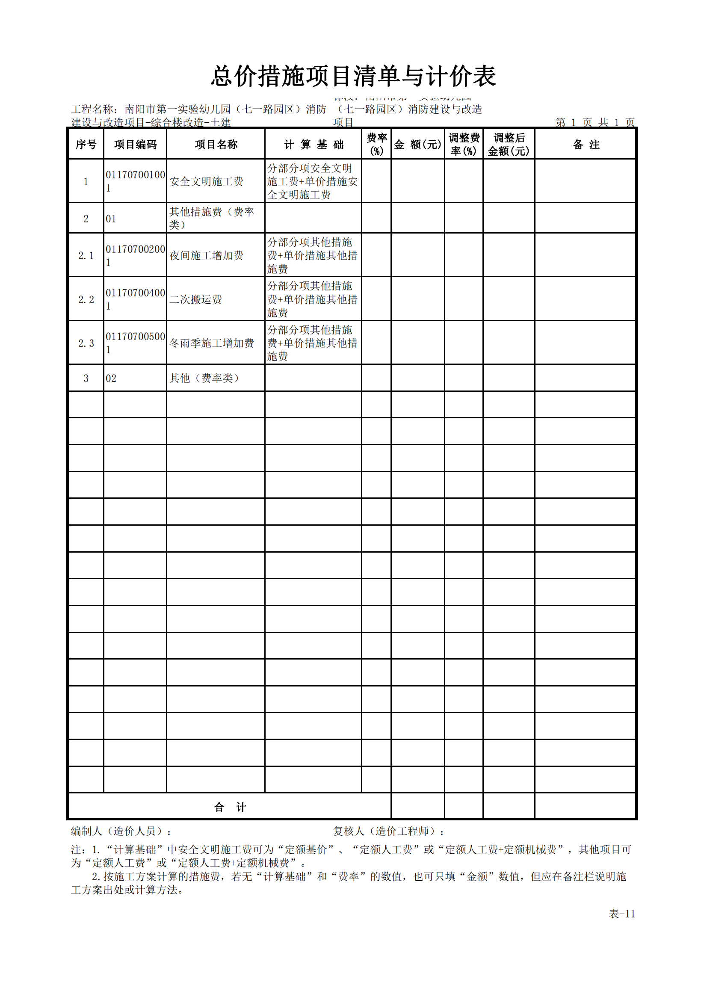 总价措施项目清单与计价表
工程名称：南阳市第一实验幼儿园（七一路园区）消防
建设与改造项目-综合楼改造-土建
标段：南阳市第一实验幼儿园
（七一路园区）消防建设与改造
项目
第 1 页 共 1 页
序号 项目编码 项目名称 计 算 基 础 费率(%) 金 额(元) 调整费率(%) 调整后金额(元) 备 注
1 011707001001 安全文明施工费 分部分项安全文明施工费+单价措施安全文明施工费
2 01 其他措施费（费率类）
2.1 011707002001 夜间施工增加费 分部分项其他措施费+单价措施其他措施费
2.2 011707004001 二次搬运费 分部分项其他措施费+单价措施其他措施费
2.3 011707005001 冬雨季施工增加费 分部分项其他措施费+单价措施其他措施费
3 02 其他（费率类）
合 计
编制人（造价人员）： 复核人（造价工程师）：
注：1.“计算基础”中安全文明施工费可为“定额基价”、“定额人工费”或“定额人工费+定额机械费”，其他项目可
为“定额人工费”或“定额人工费+定额机械费”。
2.按施工方案计算的措施费，若无“计算基础”和“费率”的数值，也可只填“金额”数值，但应在备注栏说明施
工方案出处或计算方法。
表-11